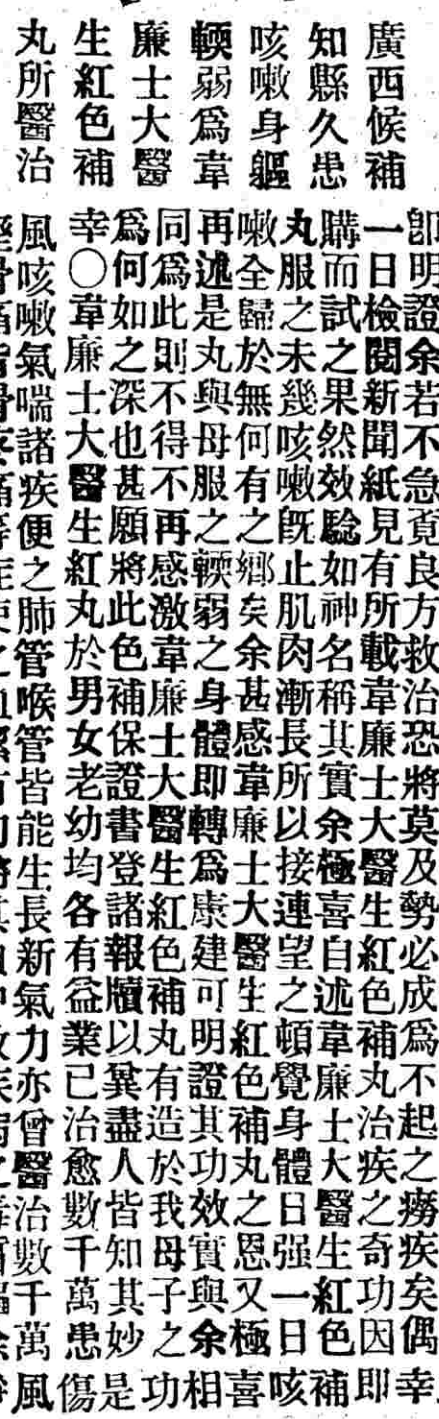 廣西候補
知縣久患
咳嗽身軀
輭弱爲韋
廉士大醫
生紅色補
丸所醫治
卽明證余若不急覓良方救治恐將莫及勢必成爲不起之癆疾矣偶幸
一日檢閱新聞紙見有所載韋廉士大醫生紅色補丸治疾之奇功因即
購而試之果然效驗如神名稱其實余極喜自述韋廉士大醫生紅色補
丸服之未幾咳嗽旣止肌肉漸長所以接連望之頓覺身體日强一日咳
嗽全歸於無何有之鄉矣余甚感韋廉士大醫生紅色補丸之恩又極喜
再述是丸與母服之輭弱之身體即轉爲康建可明證其功效實與余相
同爲此則不得不再感激韋廉士大醫生紅色補丸有造於我母子之功
爲何如之深也甚願將此色補保證書登諸報牘以冀盡人皆知其妙是
幸〇韋廉士大醫生紅丸於男女老幼均各有益業已治愈數千萬患傷
風咳嗽氣喘諸疾便之肺管喉管皆能生長新氣力亦曾醫治數千萬風